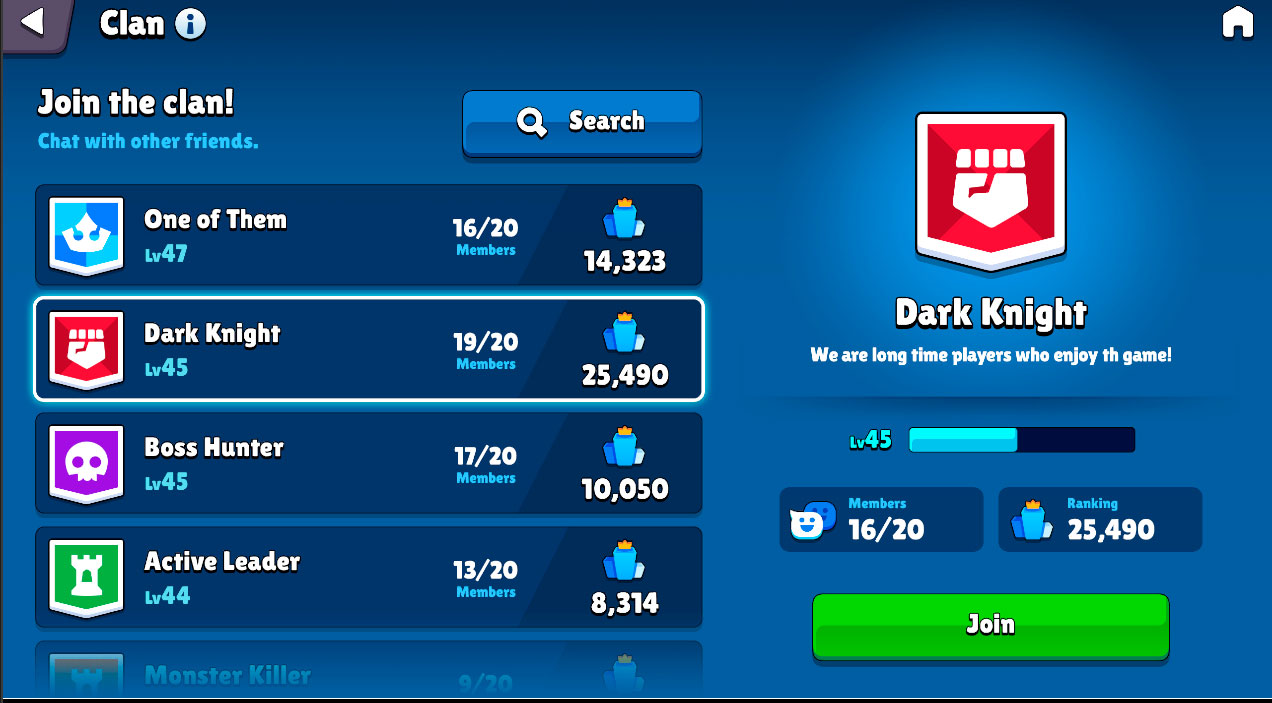 Clan
Join the clan!
Chat with other friends.
Search
One of Them
Lv47
16/20
Members
14,323
Dark Knight
Lv45
19/20
Members
25,490
Boss Hunter
Lv45
17/20
Members
10,050
Active Leader
Lv44
13/20
Members
8,314
Monster Killer
9/20
Dark Knight
We are long time players who enjoy th game!
Lv45
Members
16/20
Ranking
25,490
Join